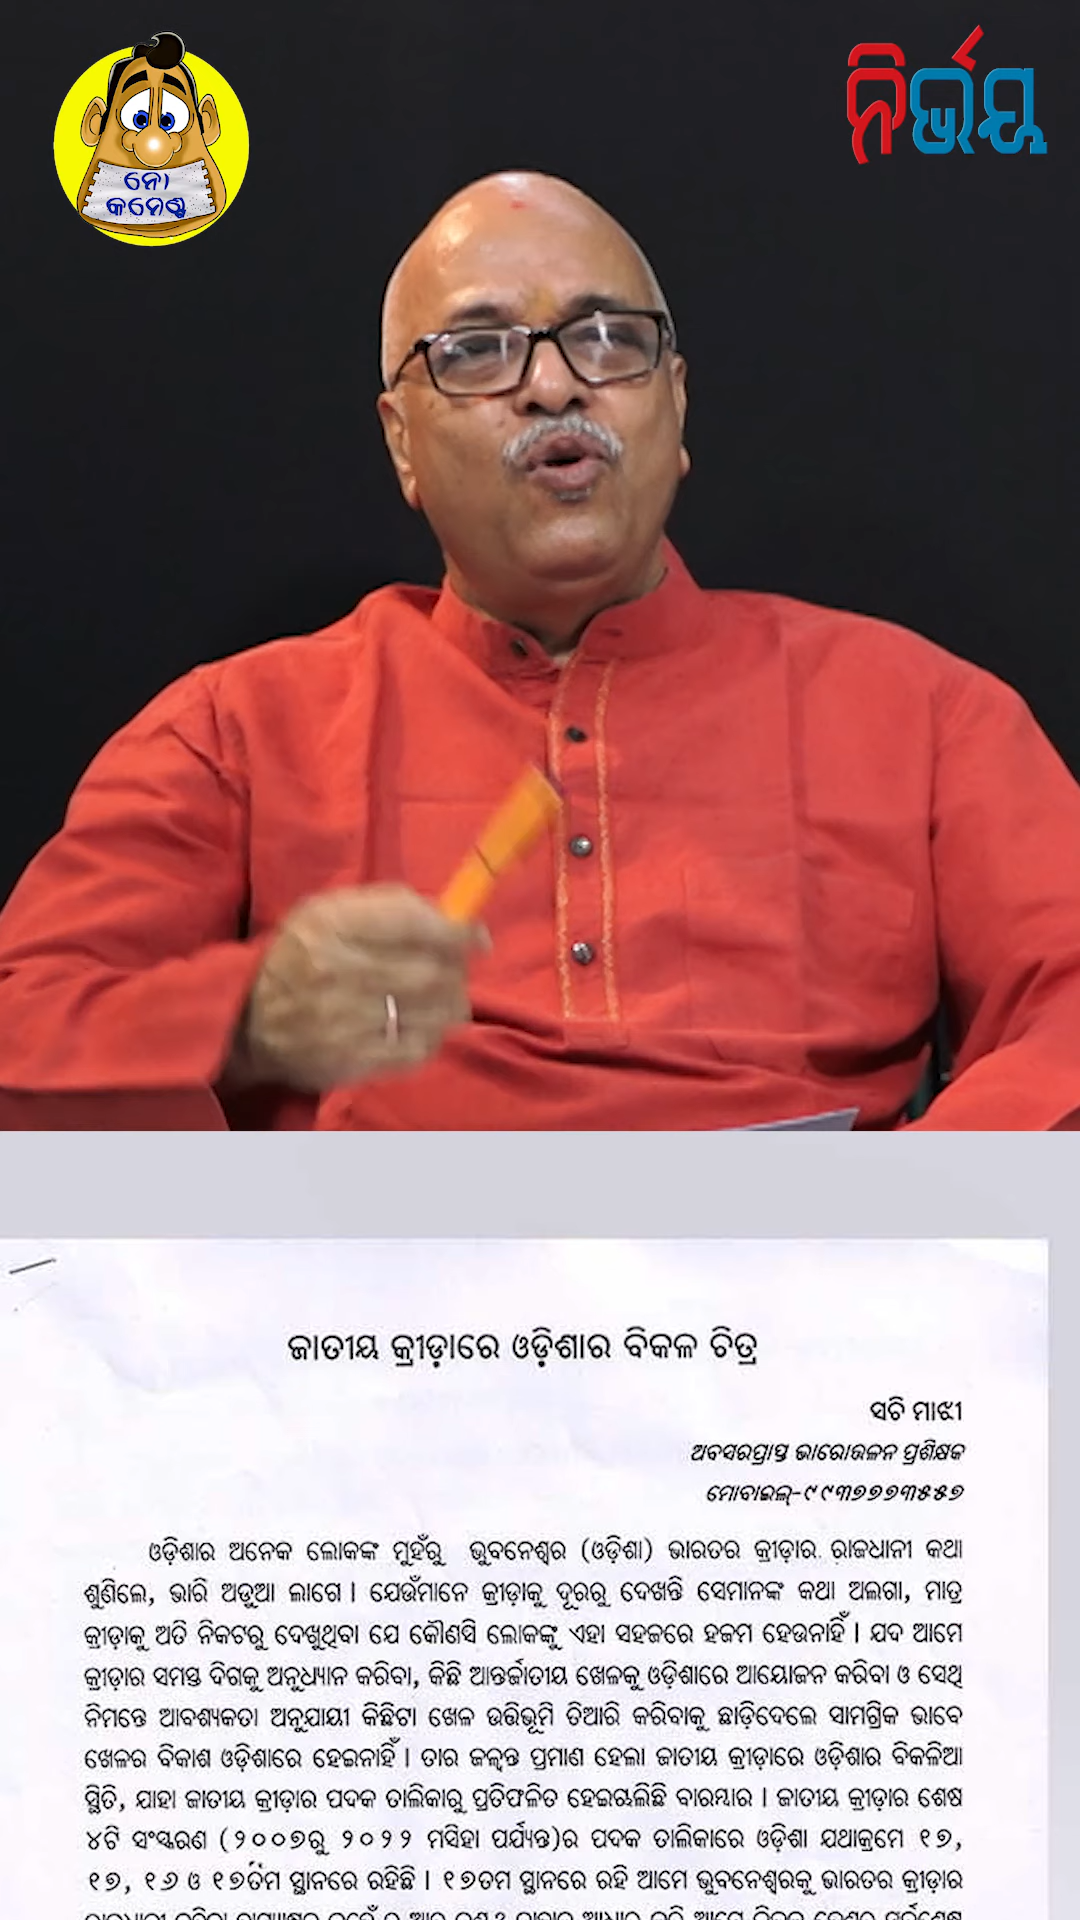 ନୋ
କମେଣ୍ଟ
ନିର୍ଭୟ
ଜାତୀୟ କ୍ରୀଡ଼ାରେ ଓଡ଼ିଶାର ବିକଳ ଚିତ୍ର
ସଚି ମାଝୀ
ଅବସରପ୍ରାପ୍ତ ଭାରୋତ୍ତଳନ ପ୍ରଶିକ୍ଷକ
ମୋବାଇଲ୍-୯୯୩୭୭୭୩୫୫୭
ଓଡ଼ିଶାର ଅନେକ ଲୋକଙ୍କ ମୁହଁରୁ ଭୁବନେଶ୍ୱର (ଓଡ଼ିଶା) ଭାରତର କ୍ରୀଡ଼ାର ରାଜଧାନୀ କଥା
ଶୁଣିଲେ, ଭାରି ଅଡୁଆ ଲାଗେ। ଯେଉଁମାନେ କ୍ରୀଡ଼ାକୁ ଦୂରରୁ ଦେଖନ୍ତି ସେମାନଙ୍କ କଥା ଅଲଗା, ମାତ୍ର
କ୍ରୀଡ଼ାକୁ ଅତି ନିକଟରୁ ଦେଖୁଥିବା ଯେ କୌଣସି ଲୋକଙ୍କୁ ଏହା ସହଜରେ ହଜମ ହେଉନାହିଁ। ଯଦ ଆମେ
କ୍ରୀଡ଼ାର ସମସ୍ତ ଦିଗକୁ ଅନୁଧ୍ୟାନ କରିବା, କିଛି ଆନ୍ତର୍ଜାତୀୟ ଖେଳକୁ ଓଡ଼ିଶାରେ ଆୟୋଜନ କରିବା ଓ ସେଥି
ନିମନ୍ତେ ଆବଶ୍ୟକତା ଅନୁଯାୟୀ କିଛିଟା ଖେଳ ଭିତ୍ତିଭୂମି ତିଆରି କରିବାକୁ ଛାଡ଼ିଦେଲେ ସାମଗ୍ରିକ ଭାବେ
ଖେଳର ବିକାଶ ଓଡ଼ିଶାରେ ହେଇନାହିଁ। ତାର ଜଳ୍ୱନ୍ତ ପ୍ରମାଣ ହେଲା ଜାତୀୟ କ୍ରୀଡ଼ାରେ ଓଡ଼ିଶାର ବିକଳିଆ
ସ୍ଥିତି, ଯାହା ଜାତୀୟ କ୍ରୀଡ଼ାର ପଦକ ତାଲିକାରୁ ପ୍ରତିଫଳିତ ହେଇଚାଲିଛି ବାରମ୍ବାର। ଜାତୀୟ କ୍ରୀଡ଼ାର ଶେଷ
୪ଟି ସଂସ୍କରଣ (୨୦୦୭ରୁ ୨୦୨୨ ମସିହା ପର୍ଯ୍ୟନ୍ତ)ର ପଦକ ତାଲିକାରେ ଓଡ଼ିଶା ଯଥାକ୍ରମେ ୧୭,
୧୭, ୧୬ ଓ ୧୭ତମ ସ୍ଥାନରେ ରହିଛି। ୧୭ତମ ସ୍ଥାନରେ ରହି ଆମେ ଭୁବନେଶ୍ୱରକୁ ଭାରତର କ୍ରୀଡ଼ାର